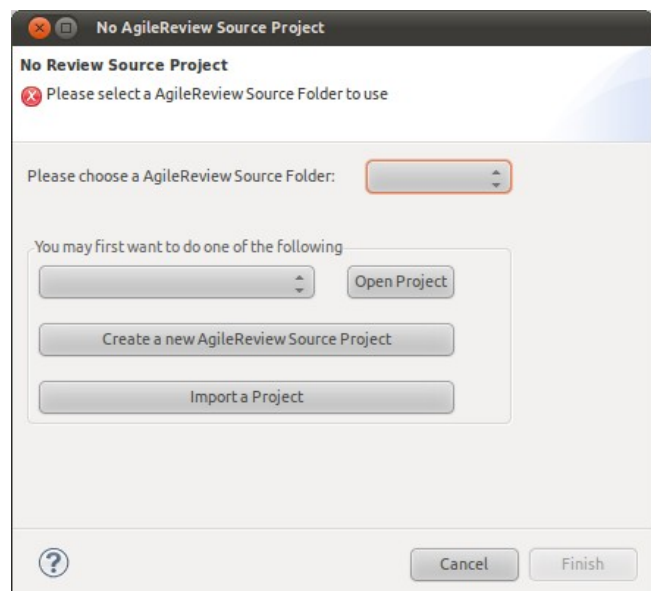 No AgileReview Source Project
No Review Source Project
Please select a AgileReview Source Folder to use
Please choose a AgileReview Source Folder:
You may first want to do one of the following
Open Project
Create a new AgileReview Source Project
Import a Project
?
Cancel
Finish